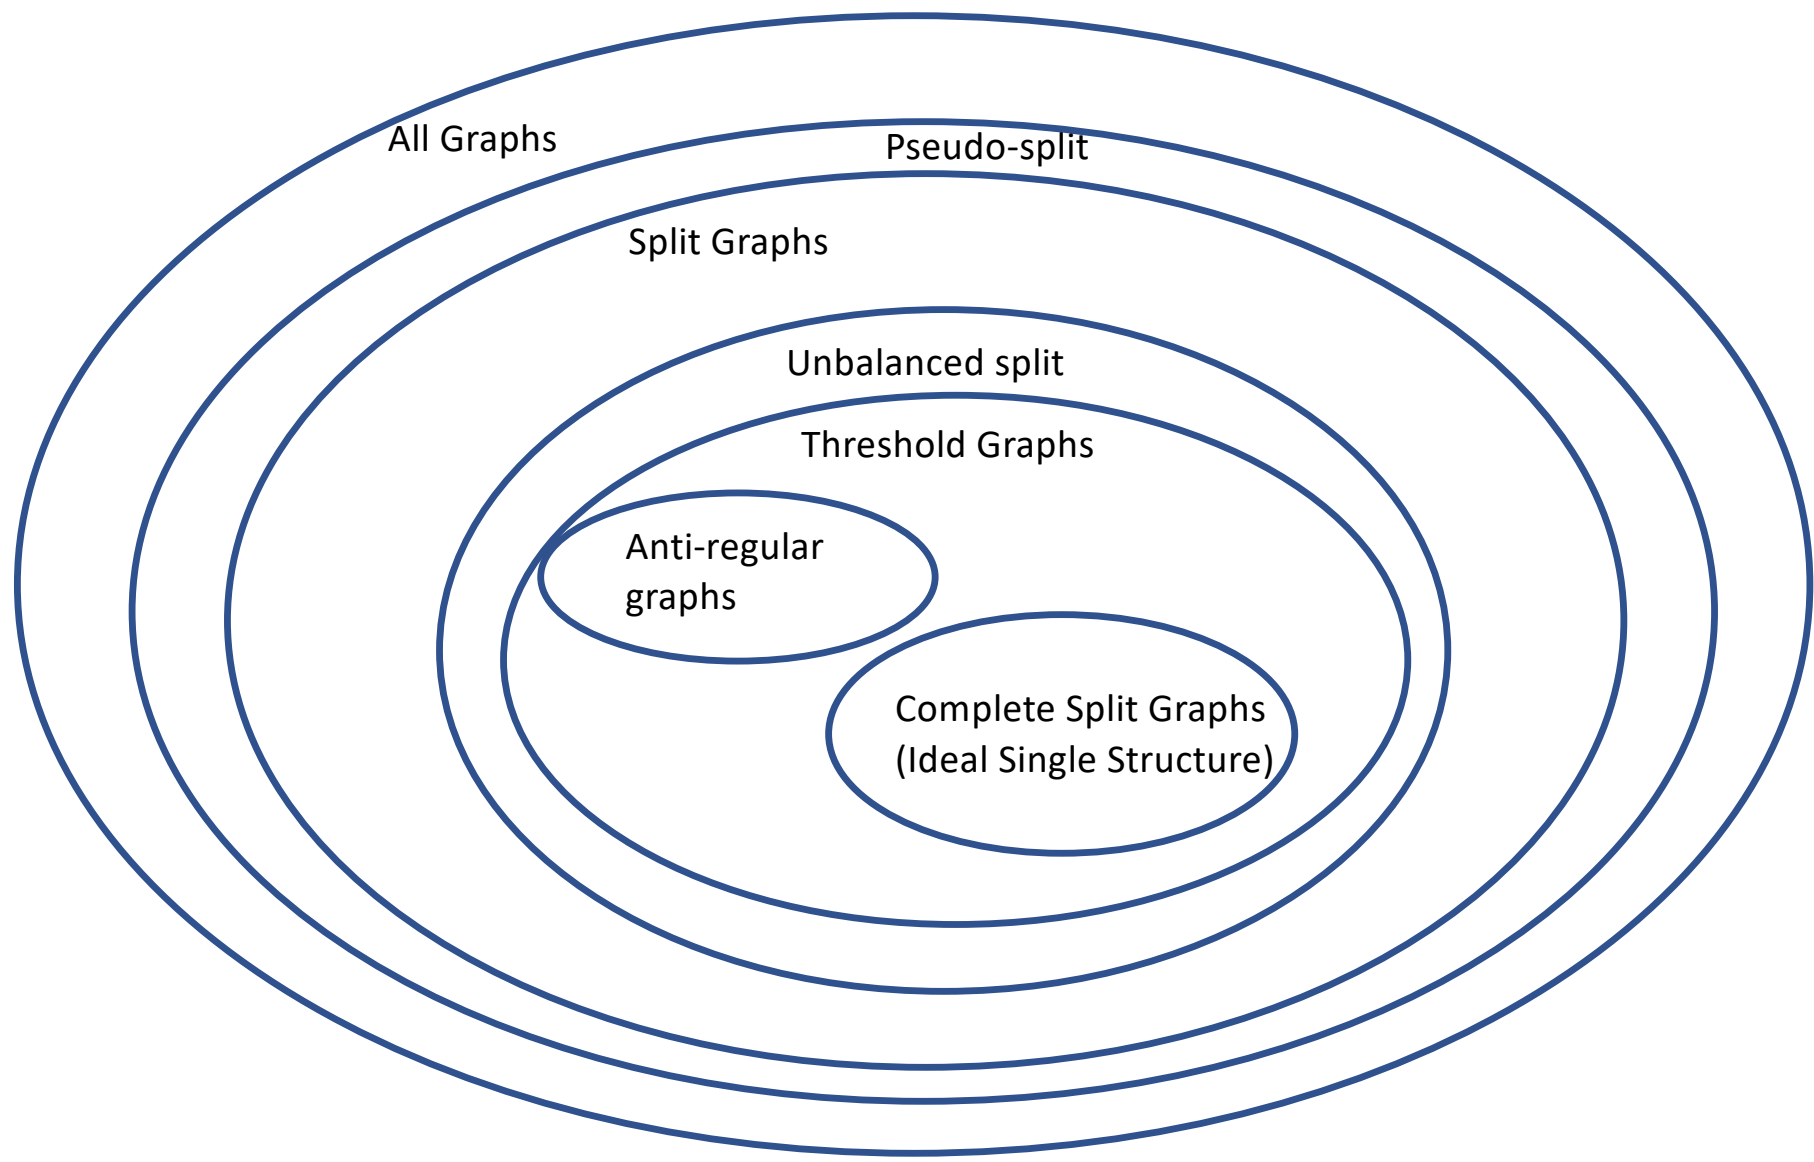 All Graphs
Pseudo-split
Split Graphs
Unbalanced split
Threshold Graphs
Anti-regular
graphs
Complete Split Graphs
(Ideal Single Structure)